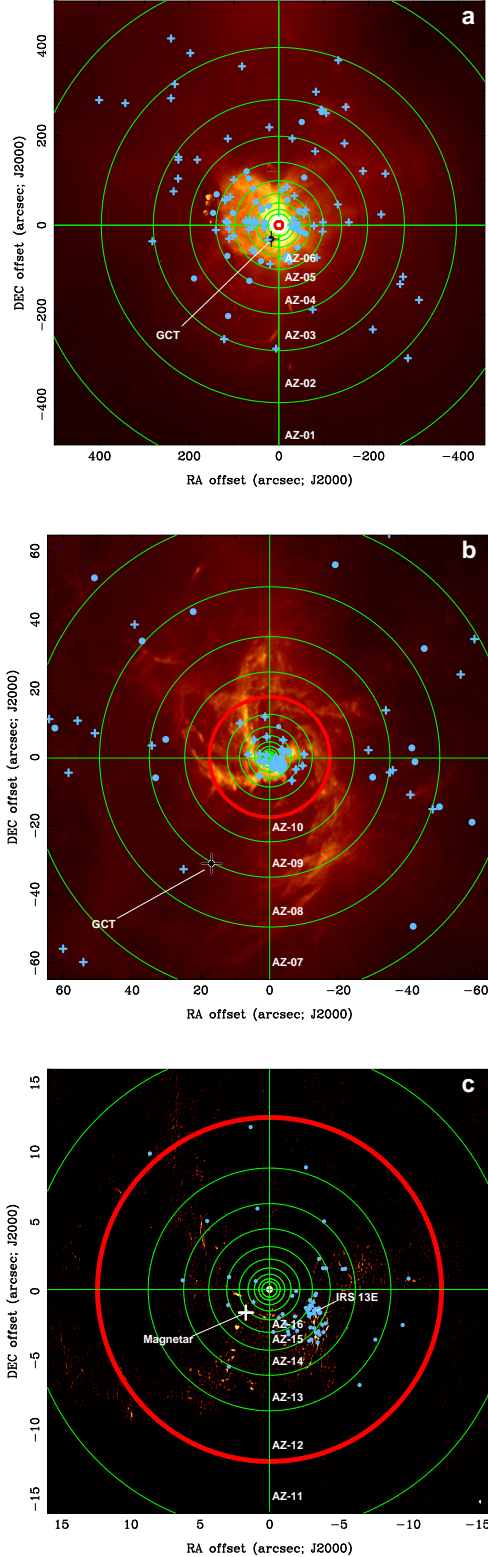 a
400
200
0
−200
−400
DEC offset (arcsec; J2000)
AZ-06
AZ-05
AZ-04
AZ-03
AZ-02
AZ-01
GCT
400 200 0 −200 −400
RA offset (arcsec; J2000)
b
60
40
20
0
−20
−40
−60
DEC offset (arcsec; J2000)
AZ-10
AZ-09
AZ-08
AZ-07
GCT
60 40 20 0 −20 −40 −60
RA offset (arcsec; J2000)
c
15
10
5
0
−5
−10
−15
DEC offset (arcsec; J2000)
IRS 13E
Magnetar
AZ-16
AZ-15
AZ-14
AZ-13
AZ-12
AZ-11
15 10 5 0 −5 −10 −15
RA offset (arcsec; J2000)